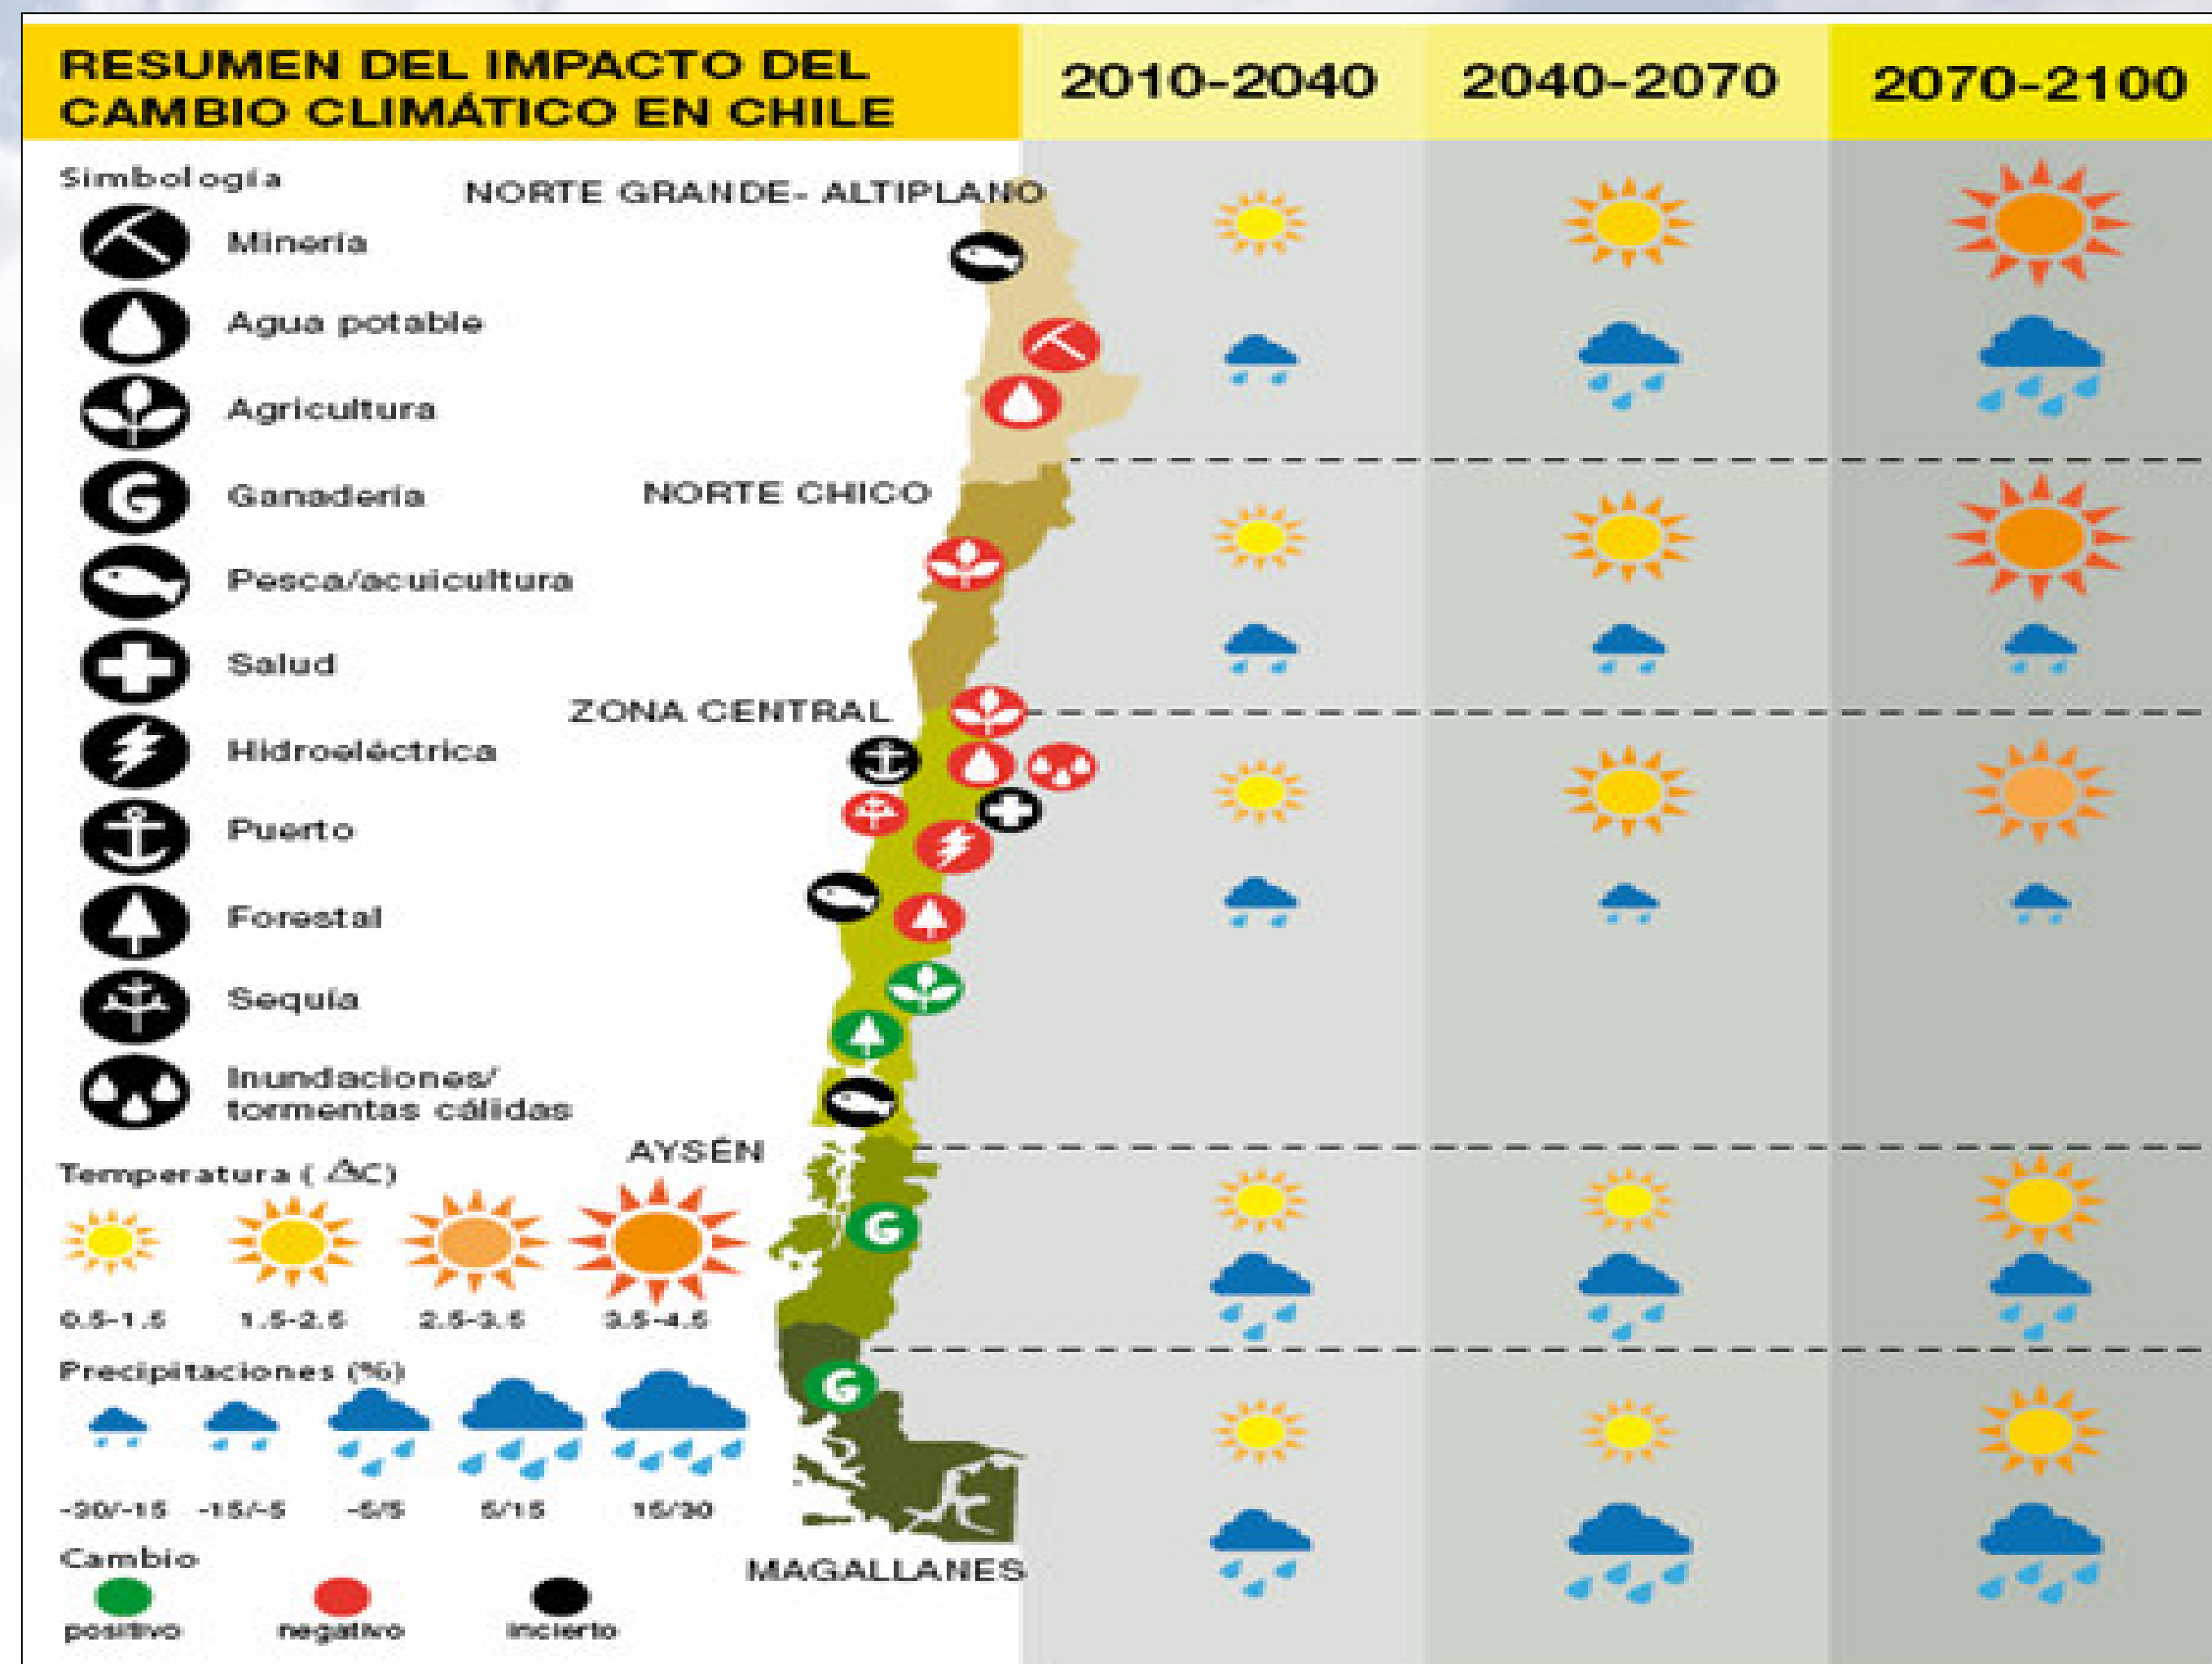 RESUMEN DEL IMPACTO DEL
CAMBIO CLIMÁTICO EN CHILE
2010-2040
2040-2070
2070-2100
Simbología
Minería
Agua potable
Agricultura
Ganadería
Pesca/acuicultura
Salud
Hidroeléctrica
Puerto
Forestal
Sequía
Inundaciones/
tormentas cálidas
NORTE GRANDE- ALTIPLANO
NORTE CHICO
ZONA CENTRAL
AYSÉN
MAGALLANES
Temperatura ( ΔC)
0.5-1.5 1.5-2.5 2.5-3.5 3.5-4.5
Precipitaciones (%)
-30/-15 -15/-5 -5/5 5/15 15/30
Cambio
positivo negativo incierto